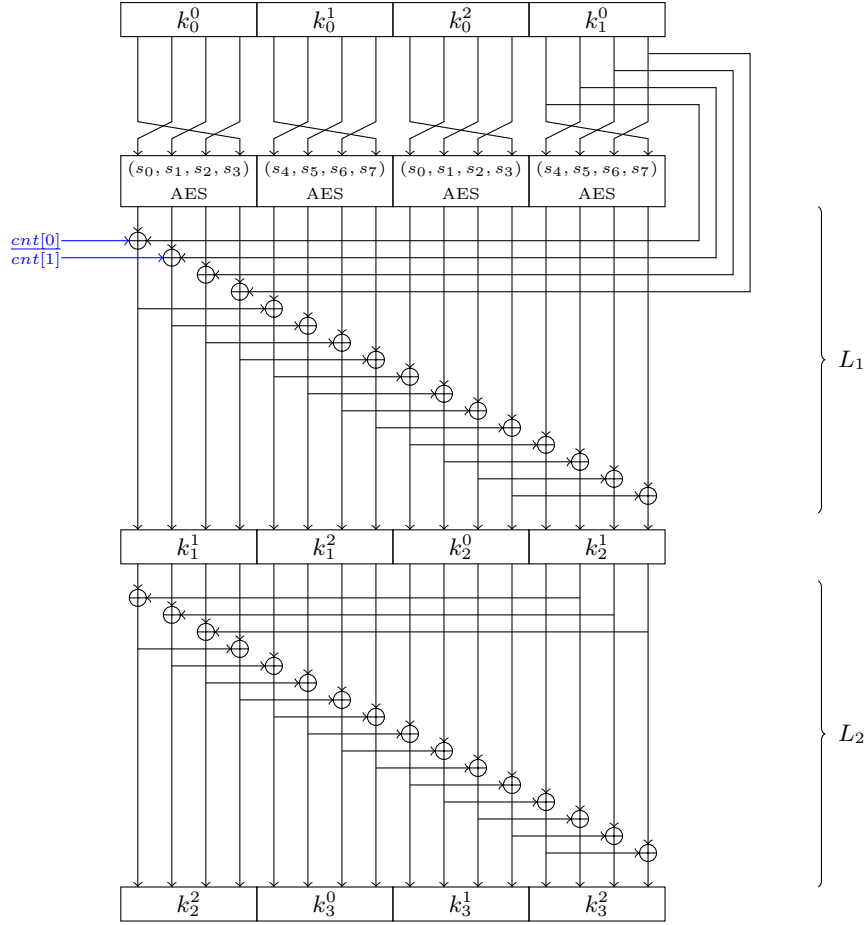 $k_0^0$ $k_0^1$ $k_0^2$ $k_1^0$
$(s_0, s_1, s_2, s_3)$ $(s_4, s_5, s_6, s_7)$ $(s_0, s_1, s_2, s_3)$ $(s_4, s_5, s_6, s_7)$
AES AES AES AES
$cnt[0]$
$\overline{cnt[1]}$
$L_1$
$k_1^1$ $k_1^2$ $k_2^0$ $k_2^1$
$L_2$
$k_2^2$ $k_3^0$ $k_3^1$ $k_3^2$